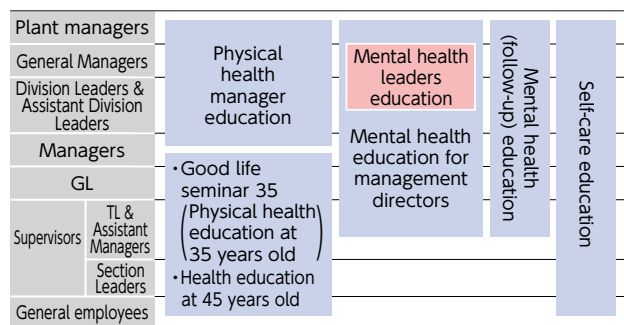 Plant managers
General Managers
Division Leaders &
Assistant Division
Leaders
Managers
GL
Supervisors
TL &
Assistant
Managers
Section
Leaders
General employees
Physical
health
manager
education
・Good life
seminar 35
(Physical health
education at
35 years old)
・Health education
at 45 years old
Mental health
leaders
education
Mental health
education for
management
directors
Mental health
(follow-up) education
Self-care education